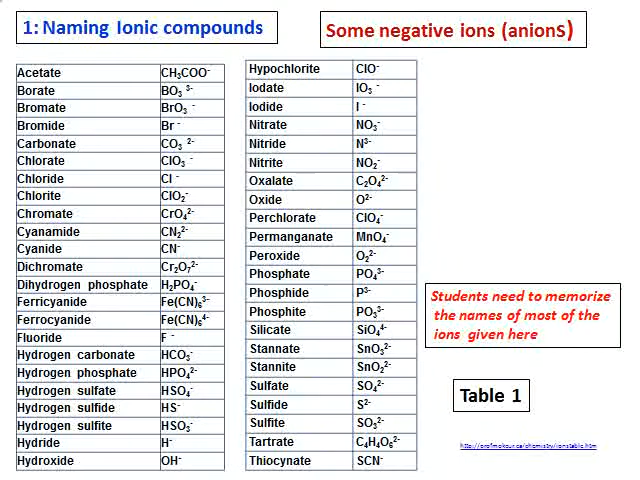 1: Naming Ionic compounds
Some negative ions (anions)
Acetate CH₃COO⁻
Borate BO₃ ³⁻
Bromate BrO₃ ⁻
Bromide Br ⁻
Carbonate CO₃ ²⁻
Chlorate ClO₃ ⁻
Chloride Cl ⁻
Chlorite ClO₂⁻
Chromate CrO₄²⁻
Cyanamide CN₂²⁻
Cyanide CN⁻
Dichromate Cr₂O₇²⁻
Dihydrogen phosphate H₂PO₄⁻
Ferricyanide Fe(CN)₆³⁻
Ferrocyanide Fe(CN)₆⁴⁻
Fluoride F ⁻
Hydrogen carbonate HCO₃⁻
Hydrogen phosphate HPO₄²⁻
Hydrogen sulfate HSO₄⁻
Hydrogen sulfide HS⁻
Hydrogen sulfite HSO₃⁻
Hydride H⁻
Hydroxide OH⁻
Hypochlorite ClO⁻
Iodate IO₃ ⁻
Iodide I ⁻
Nitrate NO₃⁻
Nitride N³⁻
Nitrite NO₂⁻
Oxalate C₂O₄²⁻
Oxide O²⁻
Perchlorate ClO₄⁻
Permanganate MnO₄⁻
Peroxide O₂²⁻
Phosphate PO₄³⁻
Phosphide P³⁻
Phosphite PO₃³⁻
Silicate SiO₄⁴⁻
Stannate SnO₃²⁻
Stannite SnO₂²⁻
Sulfate SO₄²⁻
Sulfide S²⁻
Sulfite SO₃²⁻
Tartrate C₄H₄O₆²⁻
Thiocynate SCN⁻
Students need to memorize
the names of most of the
ions given here
Table 1